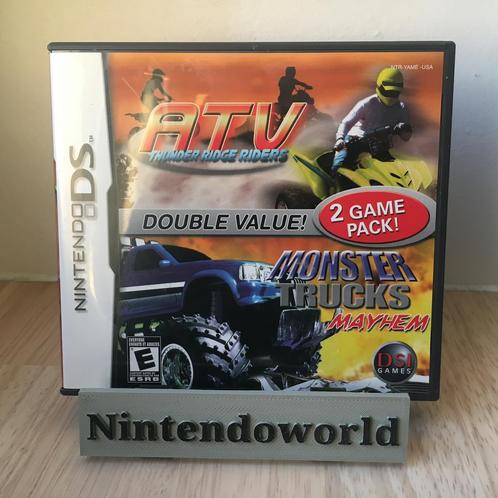 NTR-YAME -USA
ATV
THUNDER RIDGE RIDERS
NINTENDO DS™
DOUBLE VALUE!
2 GAME
PACK!
MONSTER
TRUCKS
MAYHEM
EVERYONE
E
ESRB
DSI
GAMES
Nintendoworld